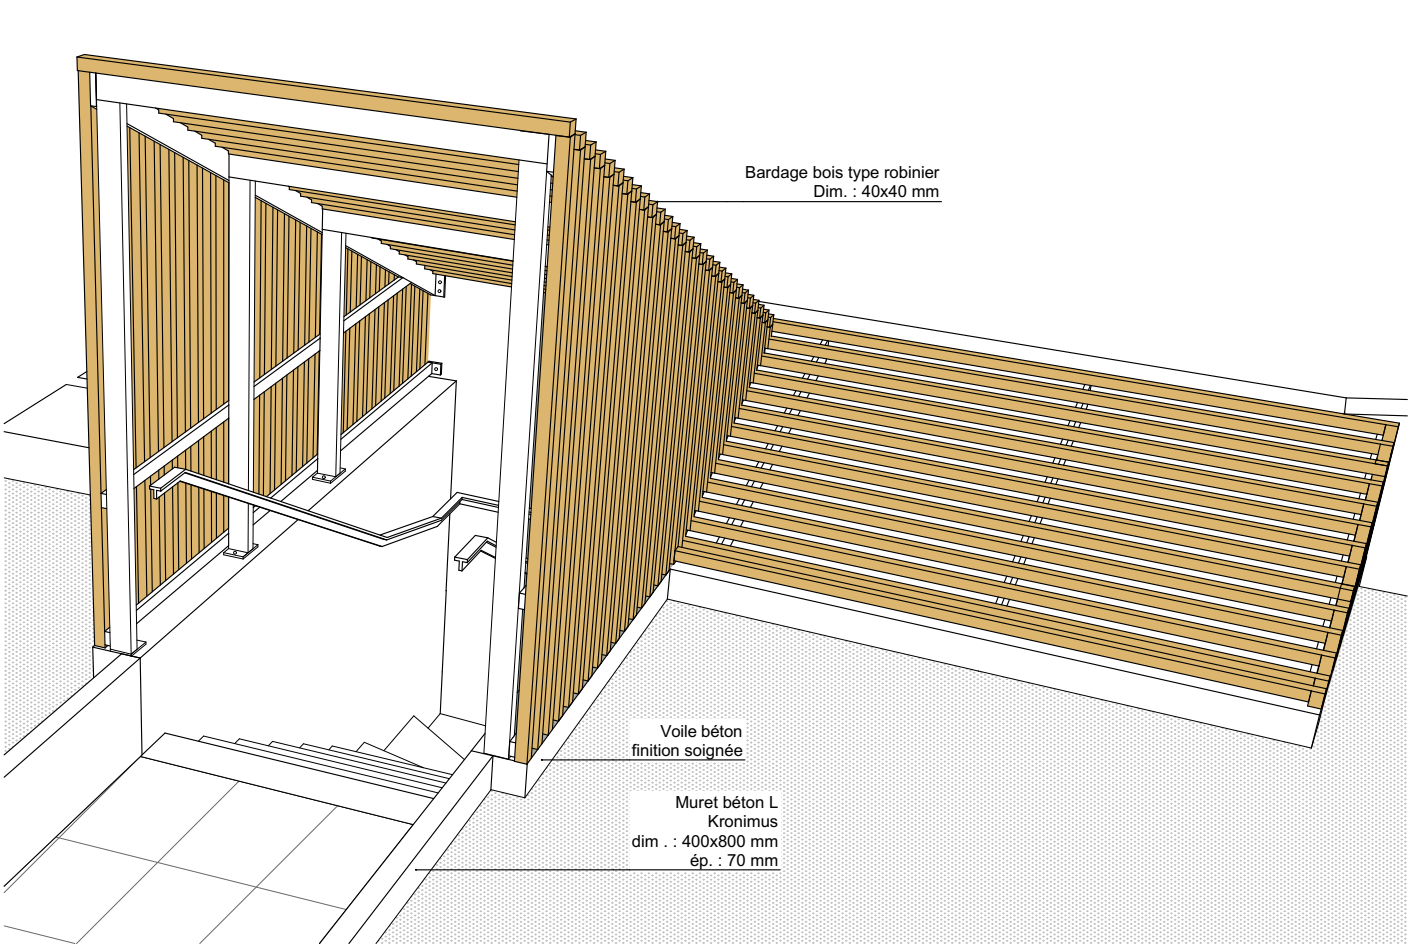 Bardage bois type robinier
Dim. : 40x40 mm
Voile béton
finition soignée
Muret béton L
Kronimus
dim . : 400x800 mm
ép. : 70 mm